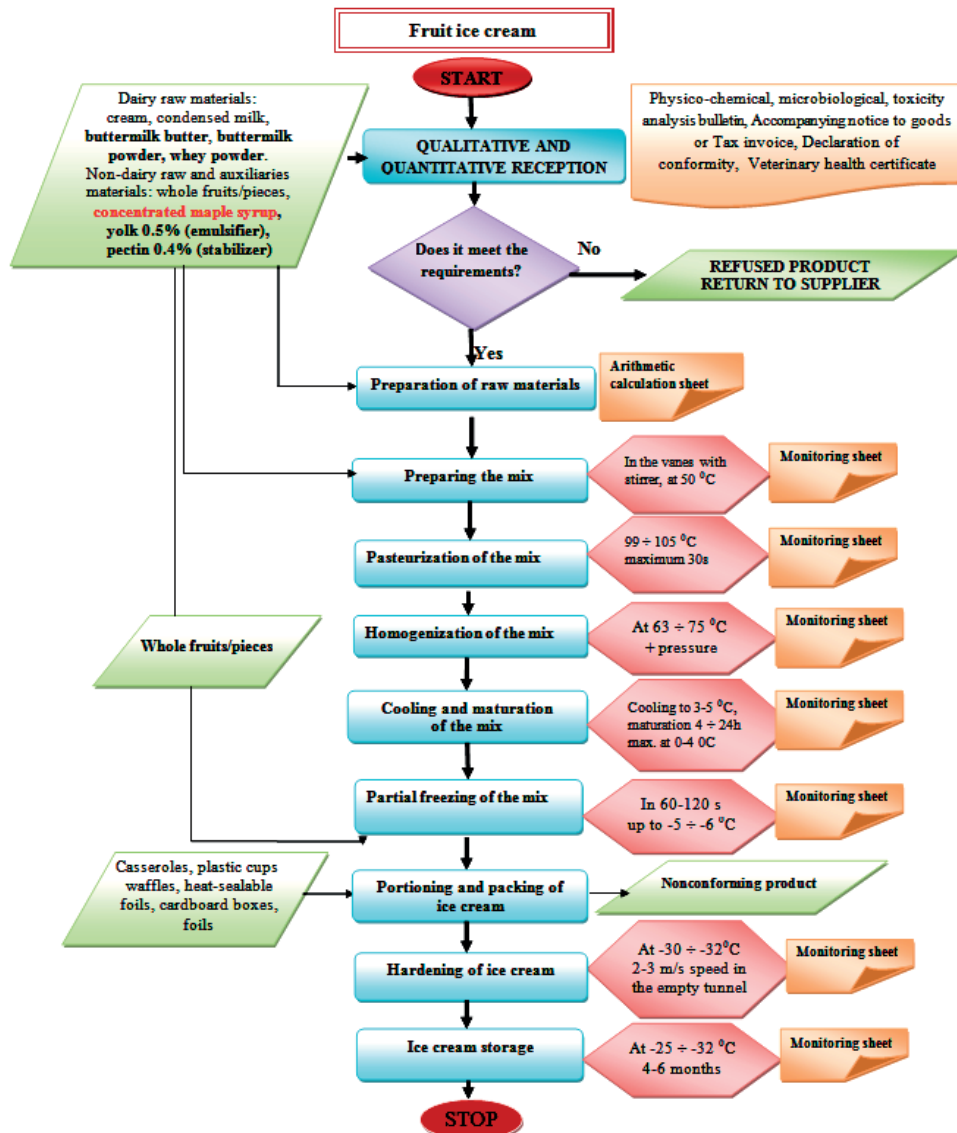 Fruit ice cream
START
Dairy raw materials:
cream, condensed milk,
buttermilk butter, buttermilk
powder, whey powder.
Non-dairy raw and auxiliaries
materials: whole fruits/pieces,
concentrated maple syrup,
yolk 0.5% (emulsifier),
pectin 0.4% (stabilizer)
QUALITATIVE AND
QUANTITATIVE RECEPTION
Physico-chemical, microbiological, toxicity
analysis bulletin, Accompanying notice to goods
or Tax invoice, Declaration of
conformity, Veterinary health certificate
Does it meet the
requirements?
No
REFUSED PRODUCT
RETURN TO SUPPLIER
Yes
Preparation of raw materials
Arithmetic
calculation sheet
Preparing the mix
In the vanes with
stirrer, at 50 ⁰C
Monitoring sheet
Pasteurization of the mix
99 ÷ 105 ⁰C
maximum 30s
Monitoring sheet
Whole fruits/pieces
Homogenization of the mix
At 63 ÷ 75 ⁰C
+ pressure
Monitoring sheet
Cooling and maturation
of the mix
Cooling to 3-5 ⁰C,
maturation 4 ÷ 24h
max. at 0-4 0C
Monitoring sheet
Partial freezing of the mix
In 60-120 s
up to -5 ÷ -6 ⁰C
Monitoring sheet
Casseroles, plastic cups
waffles, heat-sealable
foils, cardboard boxes,
foils
Portioning and packing of
ice cream
Nonconforming product
Hardening of ice cream
At -30 ÷ -32⁰C
2-3 m/s speed in
the empty tunnel
Monitoring sheet
Ice cream storage
At -25 ÷ -32 ⁰C
4-6 months
Monitoring sheet
STOP